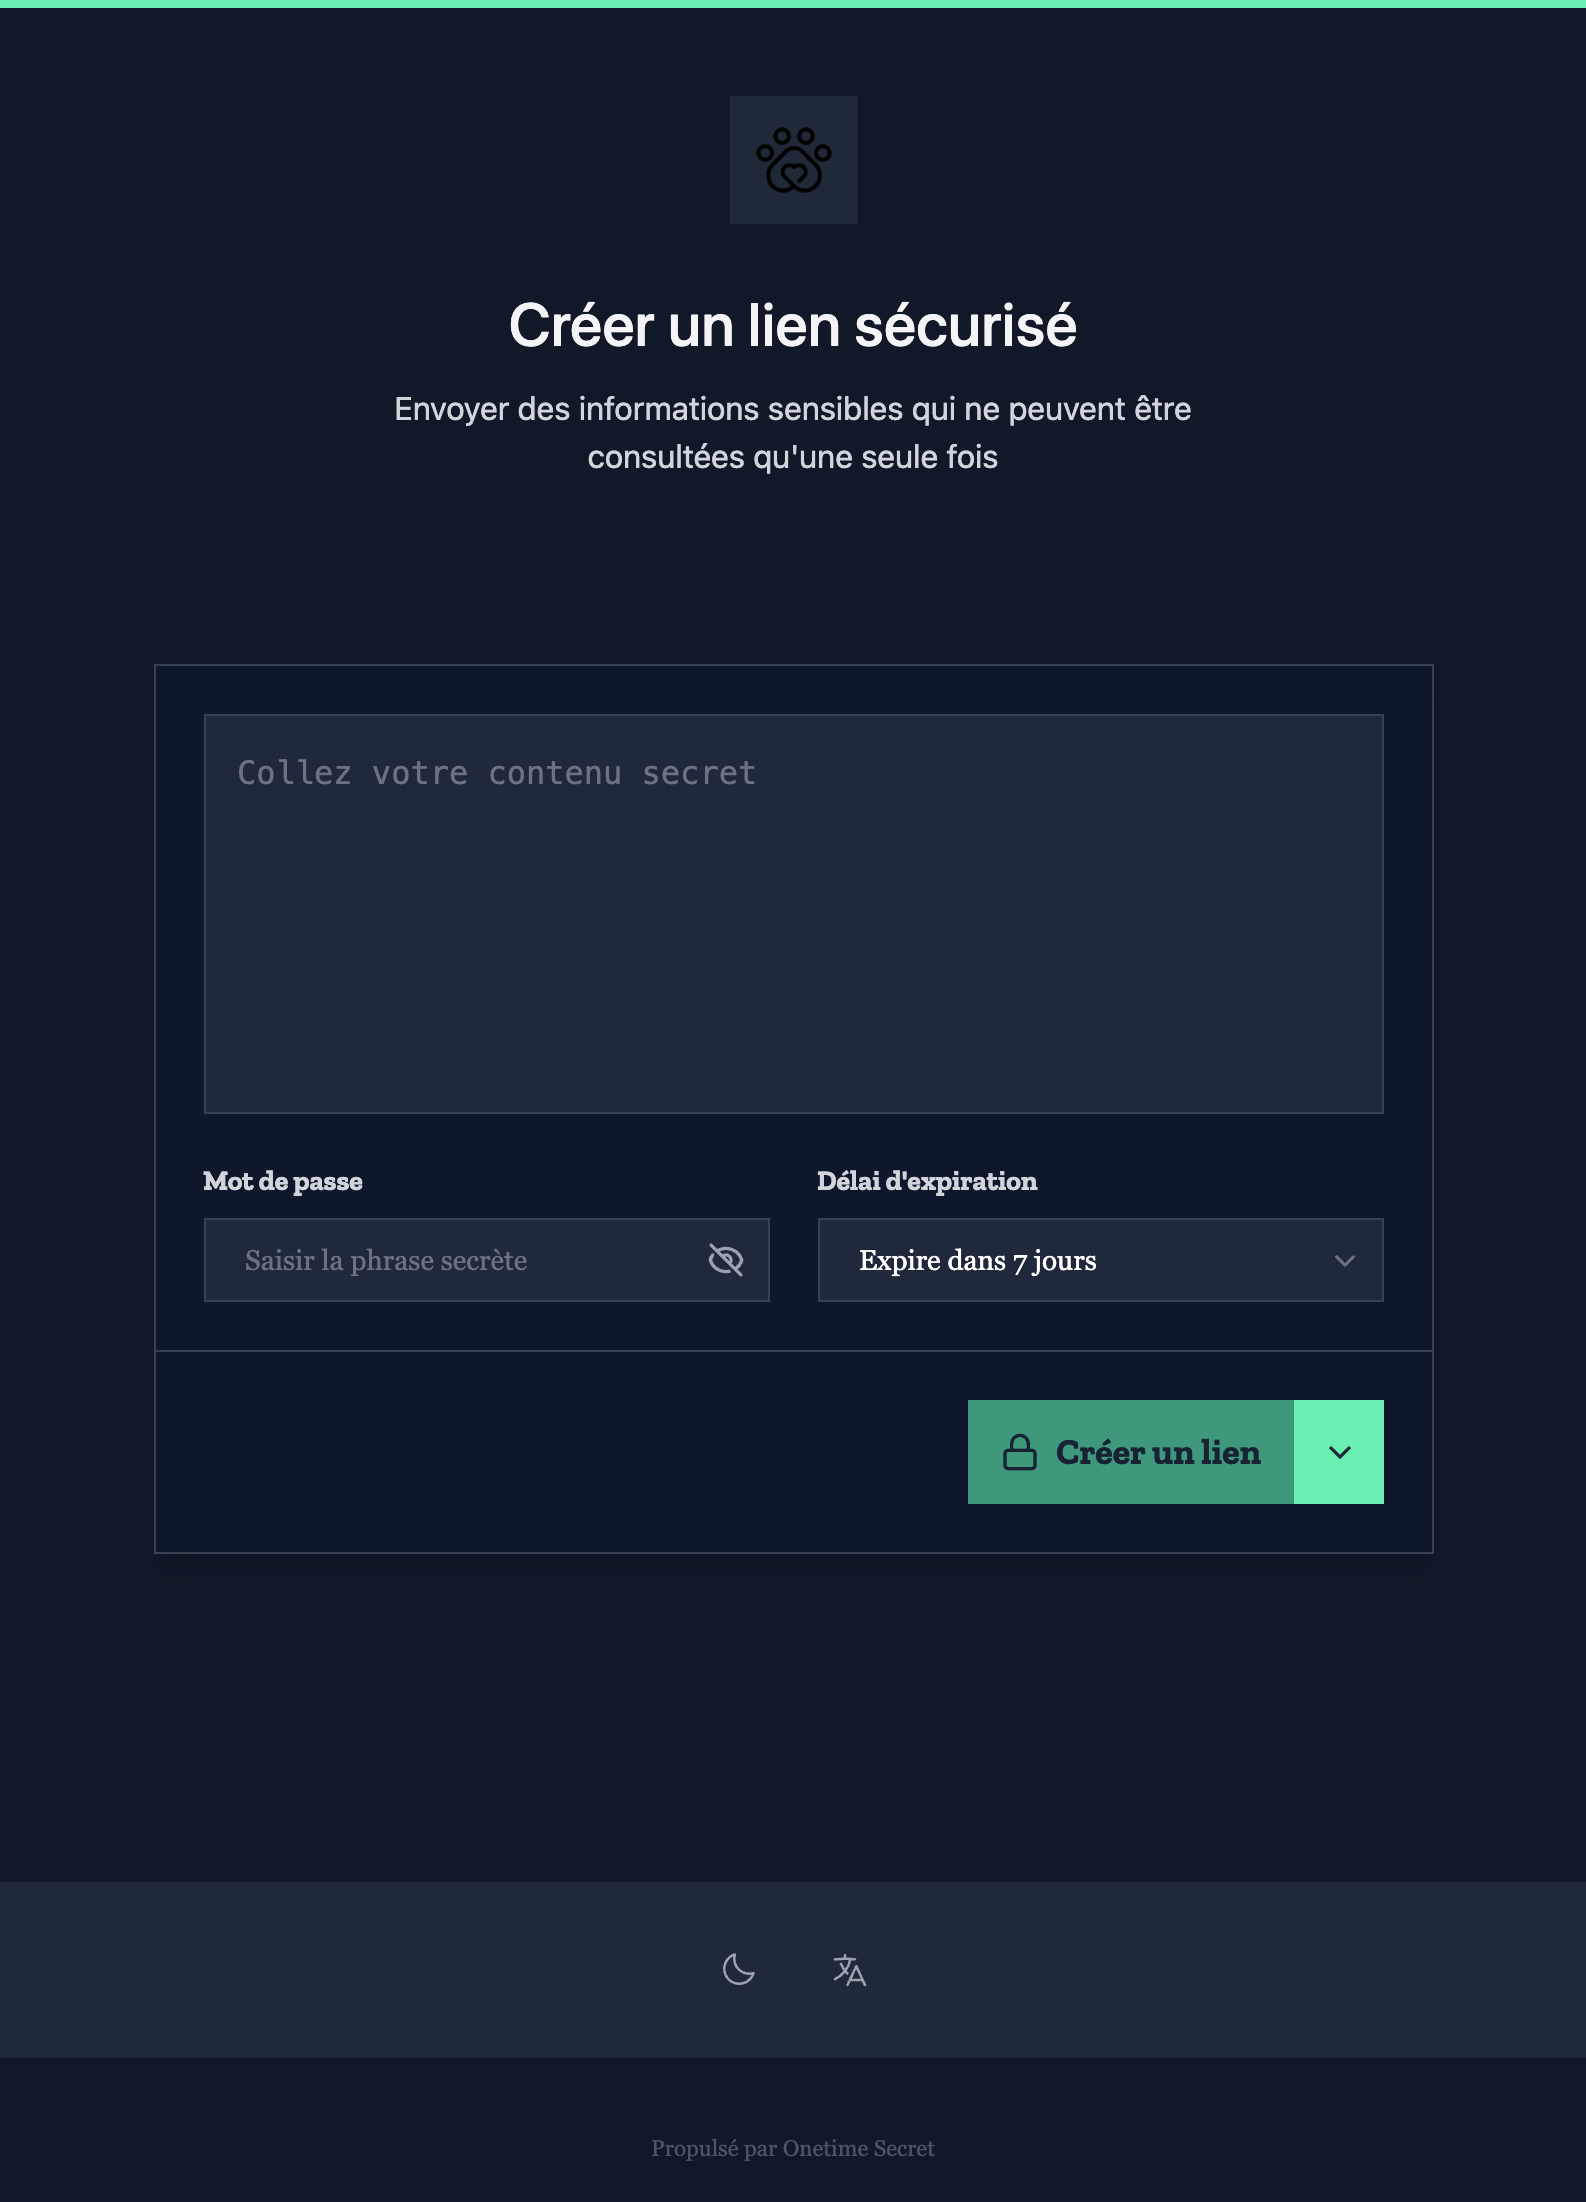 Créer un lien sécurisé
Envoyer des informations sensibles qui ne peuvent être
consultées qu'une seule fois
Collez votre contenu secret
Mot de passe
Délai d'expiration
Saisir la phrase secrète
Expire dans 7 jours
Créer un lien
Propulsé par Onetime Secret